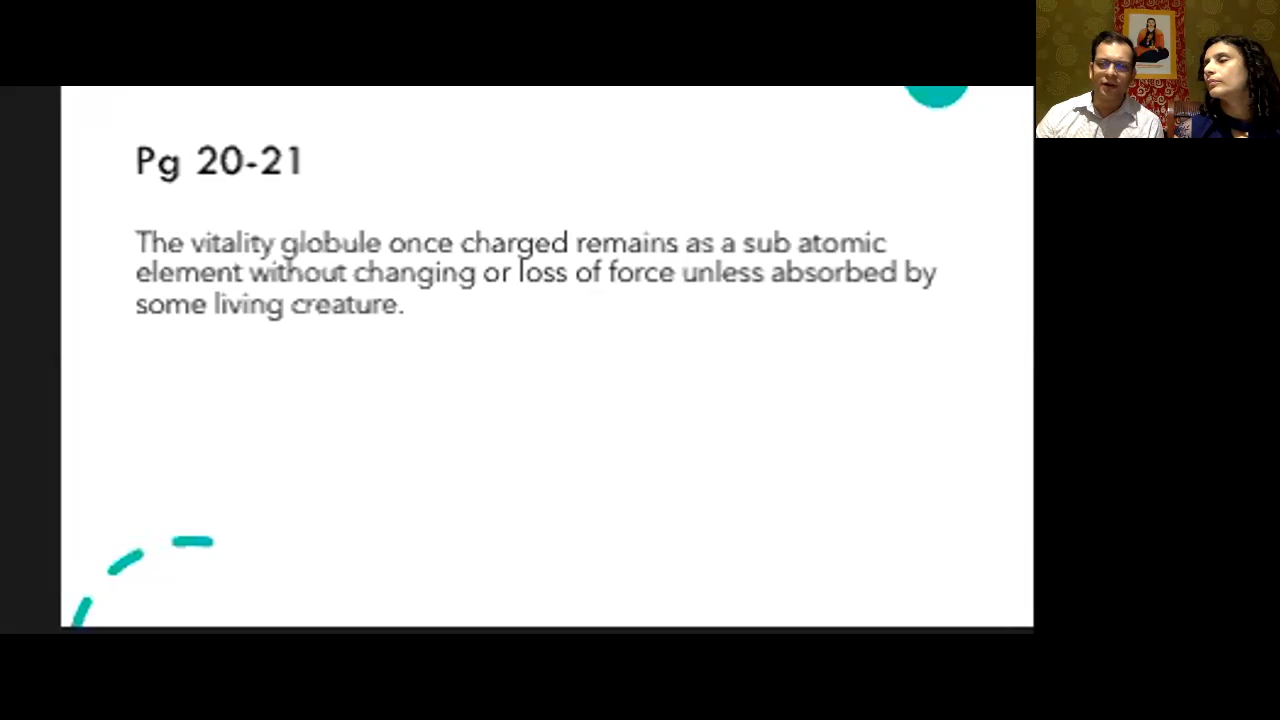 Pg 20-21
The vitality globule once charged remains as a sub atomic
element without changing or loss of force unless absorbed by
some living creature.